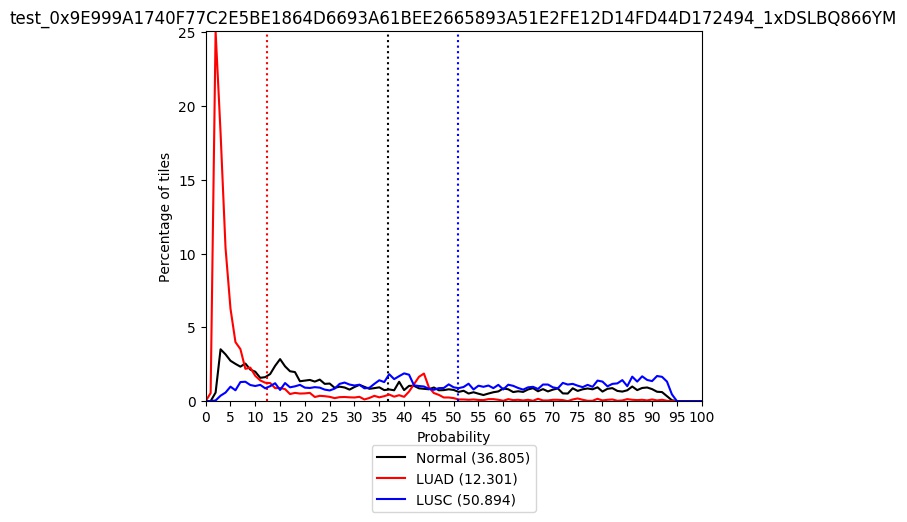 test_0x9E999A1740F77C2E5BE1864D6693A61BEE2665893A51E2FE12D14FD44D172494_1xDSLBQ866YM
25
20
15
10
5
0
Percentage of tiles
0 5 10 15 20 25 30 35 40 45 50 55 60 65 70 75 80 85 90 95 100
Probability
Normal (36.805)
LUAD (12.301)
LUSC (50.894)